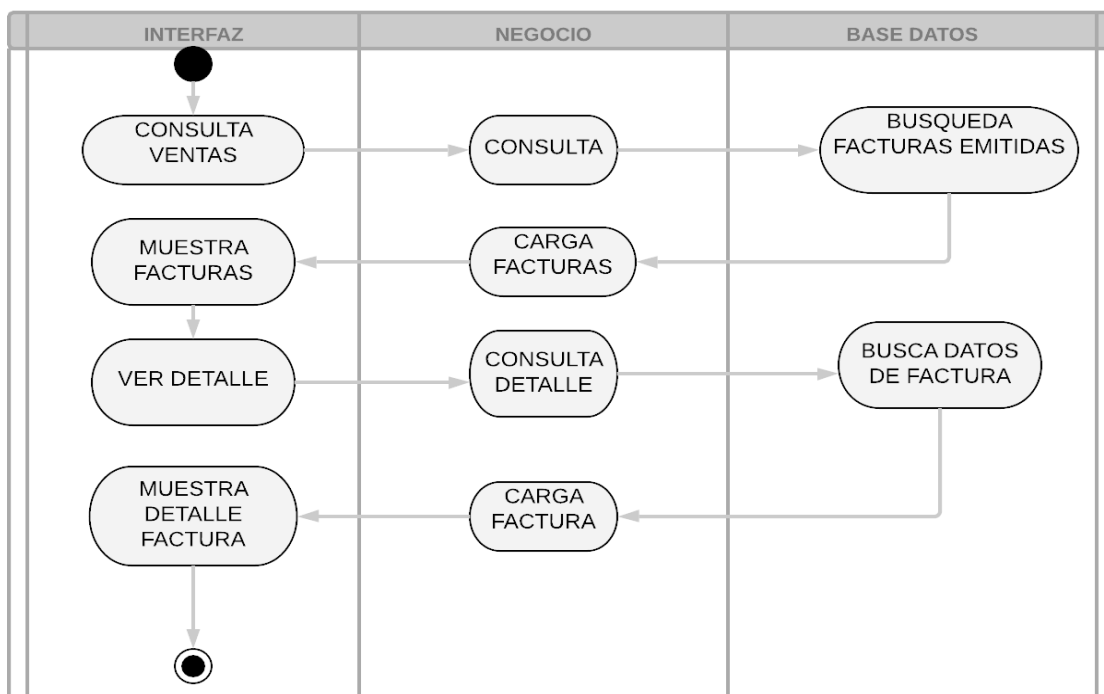 INTERFAZ
NEGOCIO
BASE DATOS
CONSULTA
VENTAS
CONSULTA
BUSQUEDA
FACTURAS EMITIDAS
MUESTRA
FACTURAS
CARGA
FACTURAS
VER DETALLE
CONSULTA
DETALLE
BUSCA DATOS
DE FACTURA
MUESTRA
DETALLE
FACTURA
CARGA
FACTURA